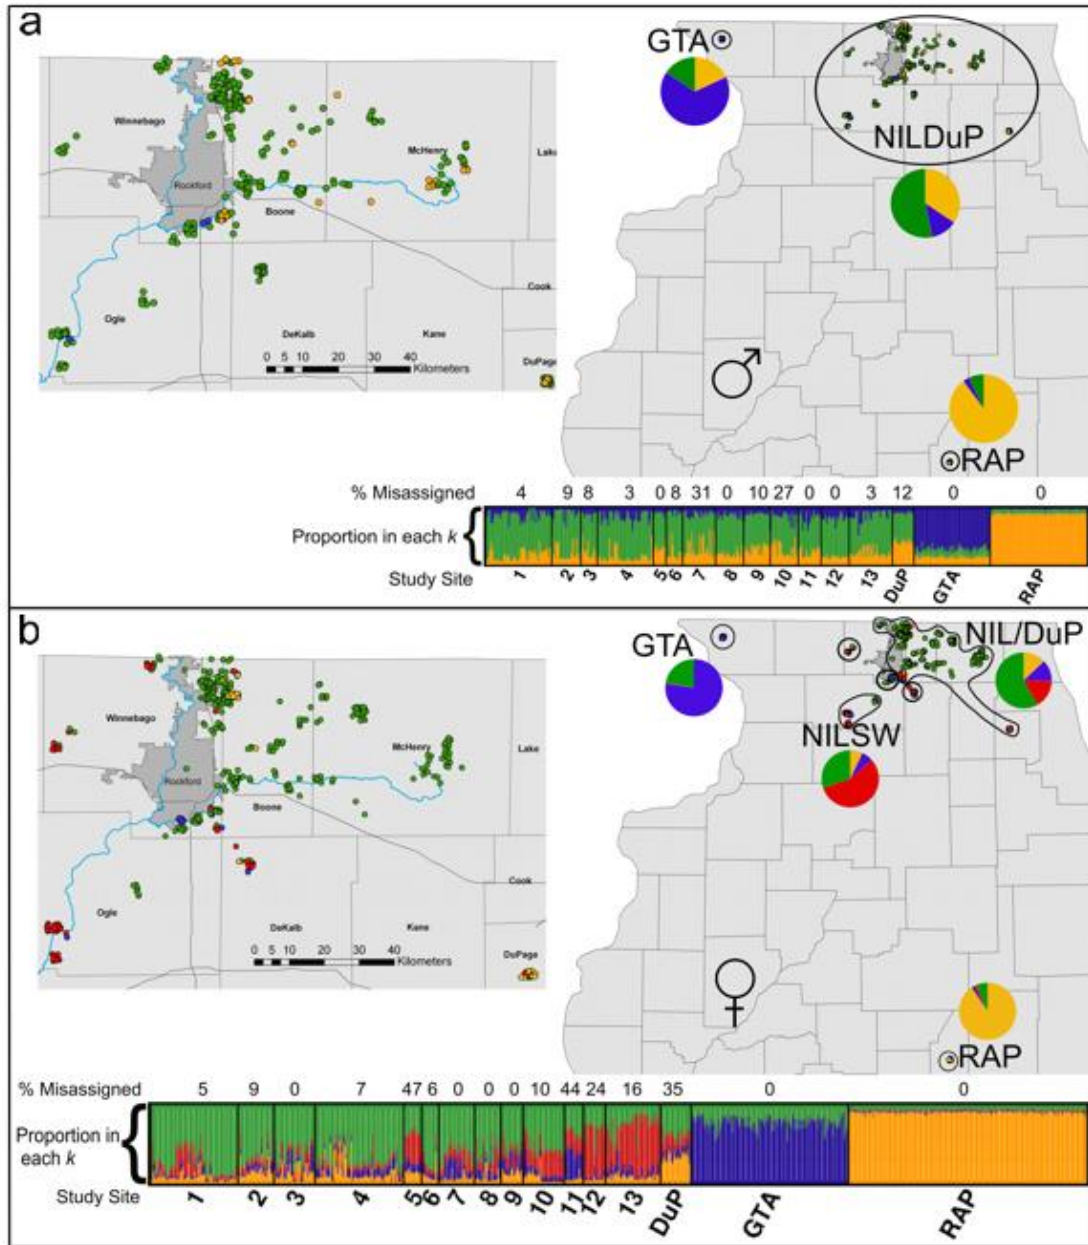 a
Winnebago
McHenry
Lake
Rockford
Boone
Cook
Ogle
DeKalb
Kane
DuPage
0 5 10 20 30 40
Kilometers
GTA
NILDuP
♂
RAP
% Misassigned 4 9 8 3 0 8 31 0 10 27 0 0 3 12 0 0
Proportion in each k {
Study Site 1 2 3 4 5 6 7 8 9 10 11 12 13 DuP GTA RAP
b
Winnebago
McHenry
Lake
Rockford
Boone
Cook
Ogle
DeKalb
Kane
DuPage
0 5 10 20 30 40
Kilometers
GTA
NIL/DuP
NILSW
♀
RAP
% Misassigned 5 9 0 7 47 6 0 0 0 10 44 24 16 35 0 0
Proportion in
each k {
Study Site 1 2 3 4 5 6 7 8 9 10 11 12 13 DuP GTA RAP